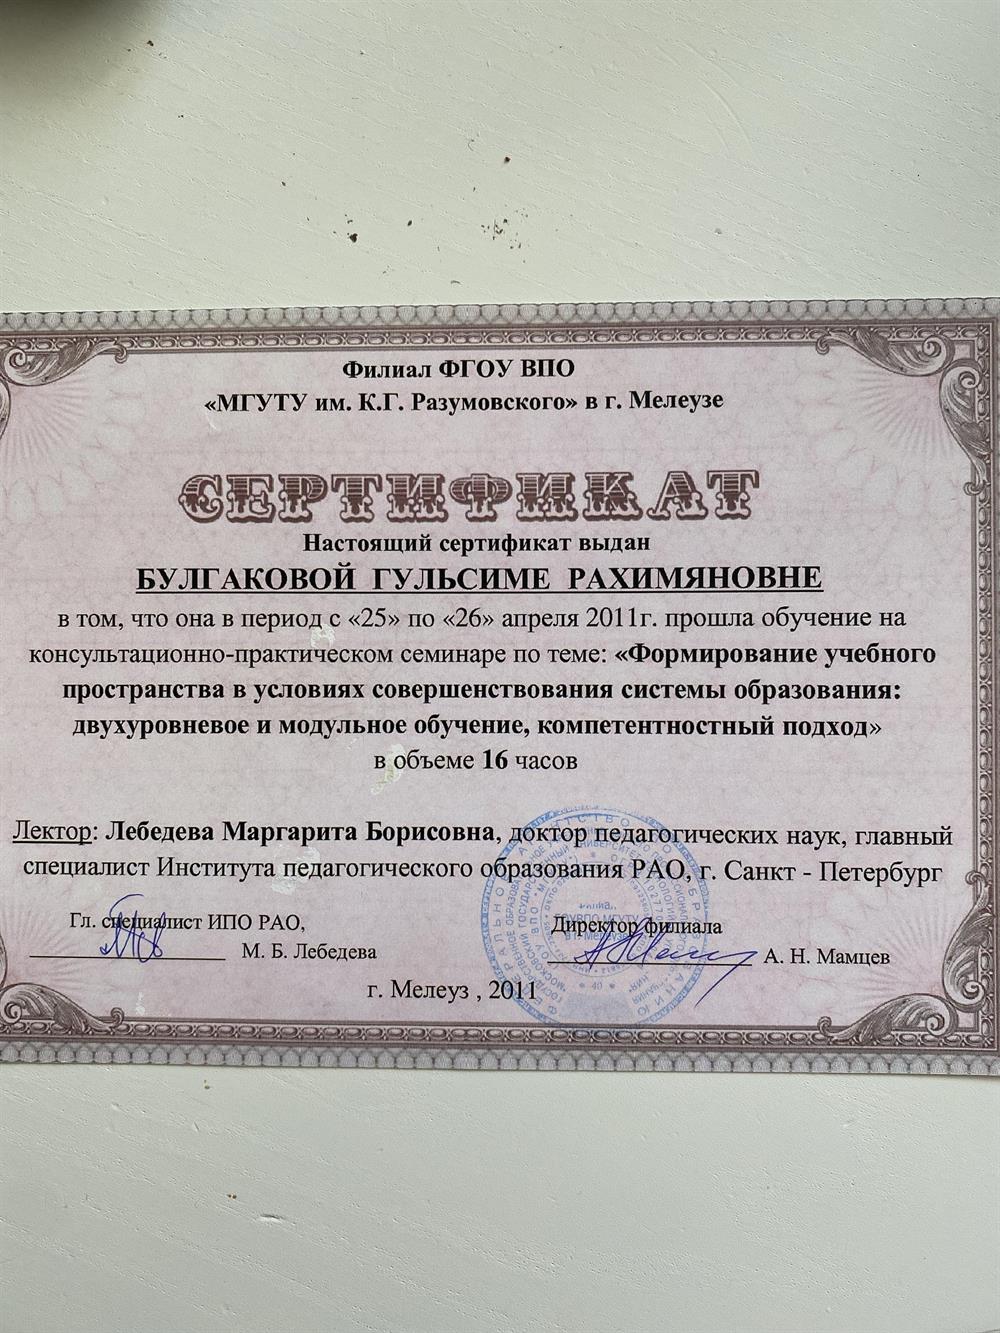 Филиал ФГОУ ВПО
«МГУТУ им. К.Г. Разумовского» в г. Мелеузе
СЕРТИФИКАТ
Настоящий сертификат выдан
БУЛГАКОВОЙ ГУЛЬСИМЕ РАХИМЯНОВНЕ
в том, что она в период с «25» по «26» апреля 2011г. прошла обучение на
консультационно-практическом семинаре по теме: «Формирование учебного
пространства в условиях совершенствования системы образования:
двухуровневое и модульное обучение, компетентностный подход»
в объеме 16 часов
Лектор: Лебедева Маргарита Борисовна, доктор педагогических наук, главный
специалист Института педагогического образования РАО, г. Санкт - Петербург
Гл. специалист ИПО РАО,
М. Б. Лебедева
Директор филиала
А. Н. Мамцев
г. Мелеуз , 2011